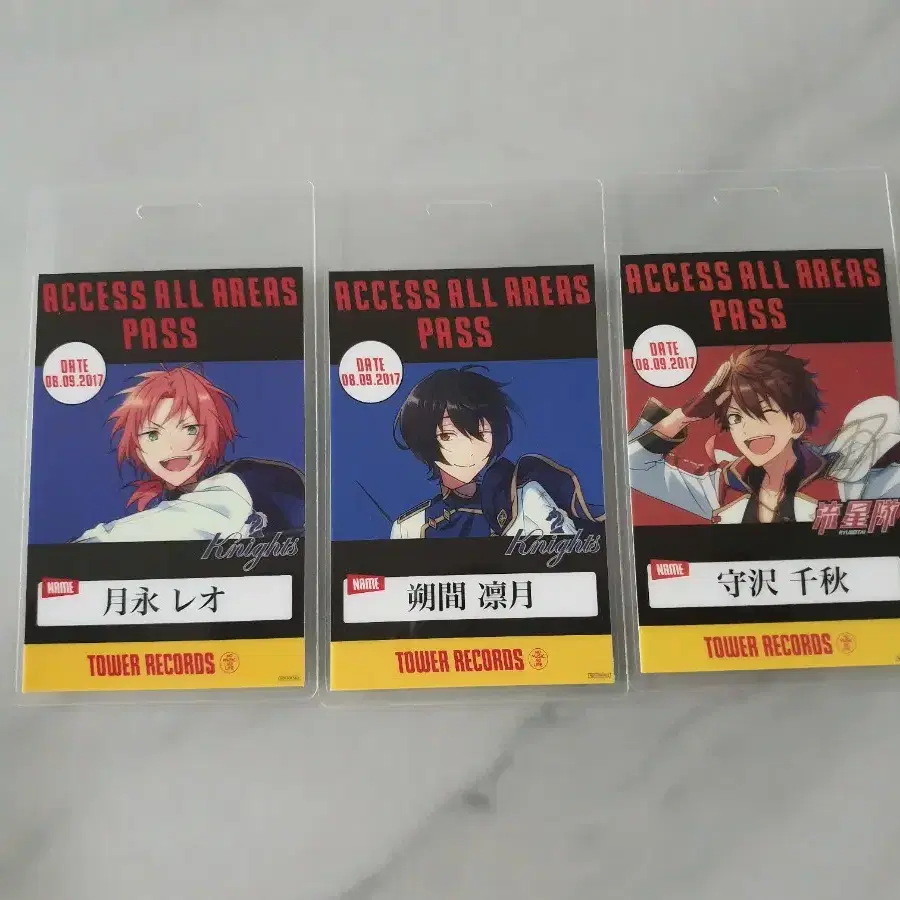 ACCESS ALL AREAS
PASS
DATE
08.09.2017
Knights
NAME
月永 レオ
TOWER RECORDS
ACCESS ALL AREAS
PASS
DATE
08.09.2017
Knights
NAME
朔間 凛月
TOWER RECORDS
ACCESS ALL AREAS
PASS
DATE
08.09.2017
流星隊
RYUSEITAI
NAME
守沢 千秋
TOWER RECORDS